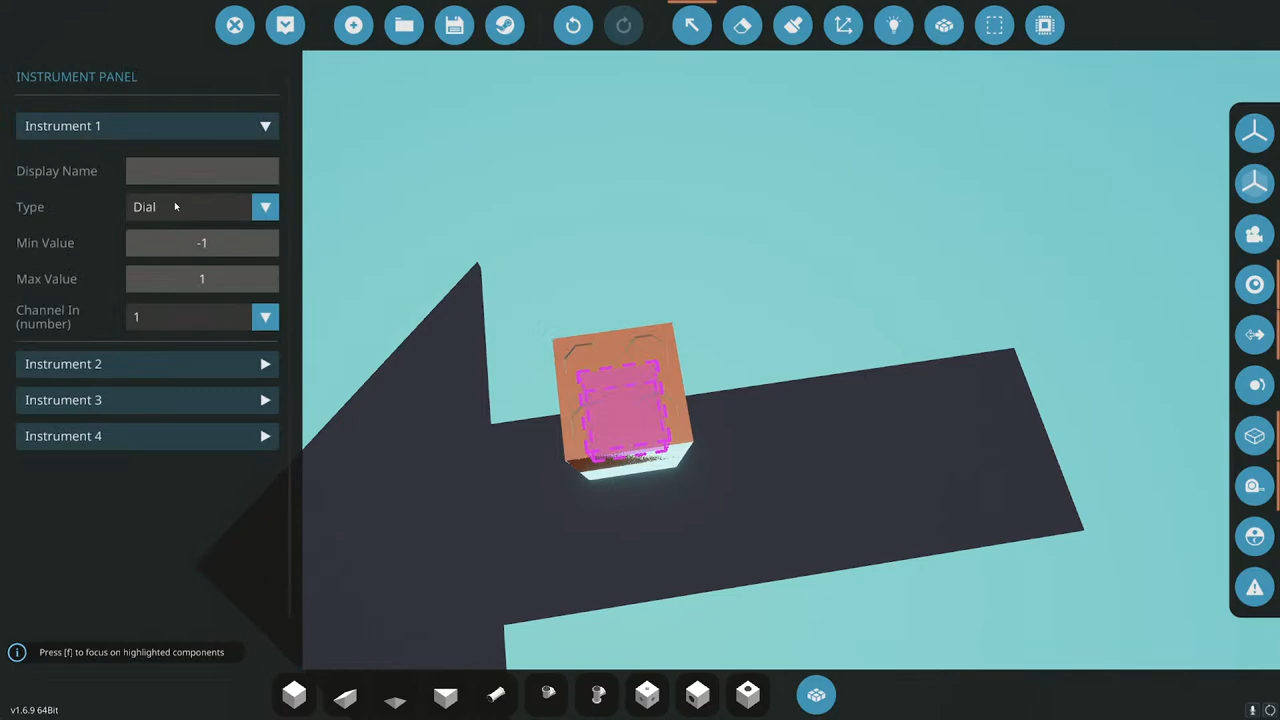 INSTRUMENT PANEL
Instrument 1
Display Name
Type
Dial
Min Value
-1
Max Value
1
Channel In
(number)
1
Instrument 2
Instrument 3
Instrument 4
Press [f] to focus on highlighted components
v1.6.9 64Bit